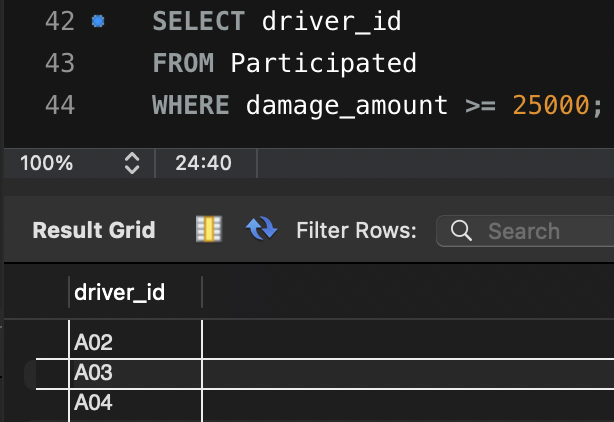 42 SELECT driver_id
43 FROM Participated
44 WHERE damage_amount >= 25000;
100% 24:40
Result Grid Filter Rows: Search
driver_id
A02
A03
A04